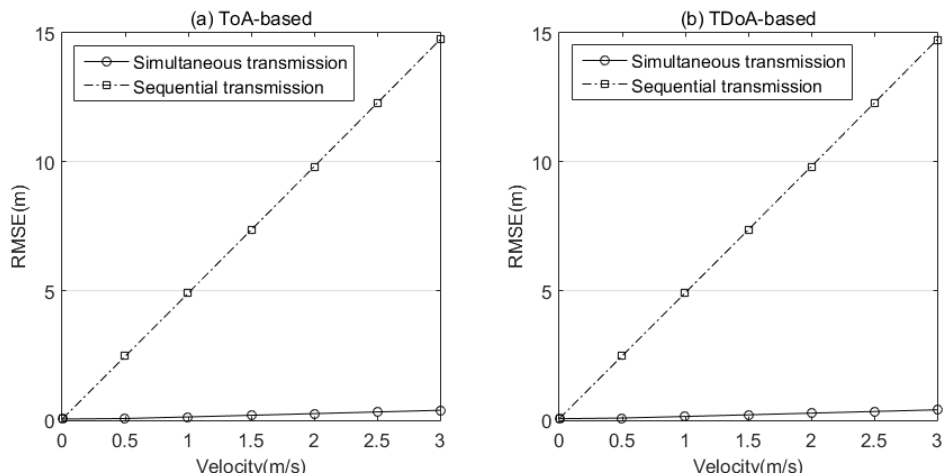 (a) ToA-based
15
10
5
0
RMSE(m)
Simultaneous transmission
Sequential transmission
0 0.5 1 1.5 2 2.5 3
Velocity(m/s)
(b) TDoA-based
15
10
5
0
RMSE(m)
Simultaneous transmission
Sequential transmission
0 0.5 1 1.5 2 2.5 3
Velocity(m/s)